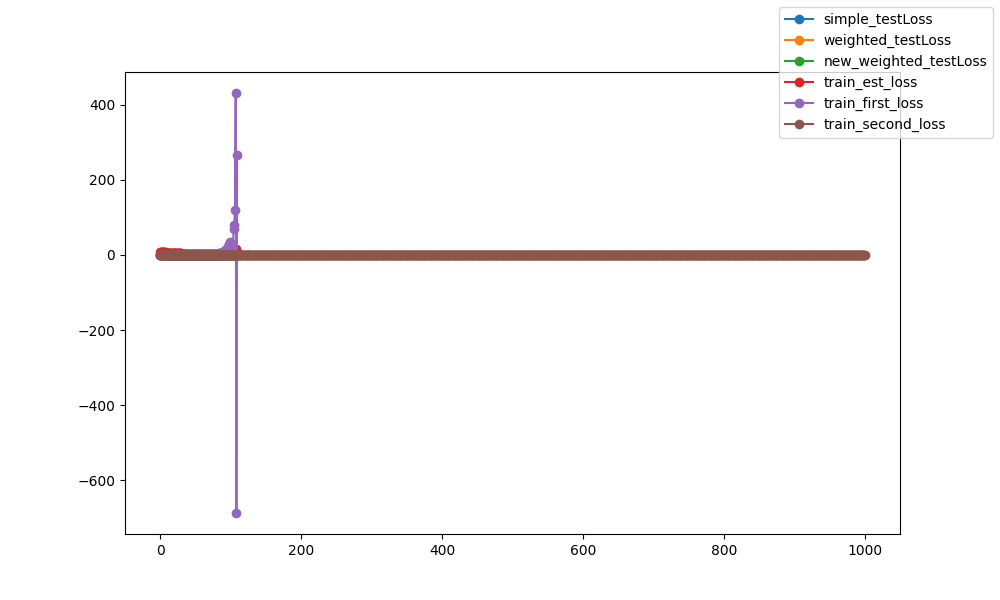 simple_testLoss
weighted_testLoss
new_weighted_testLoss
train_est_loss
train_first_loss
train_second_loss
400
200
0
−200
−400
−600
0 200 400 600 800 1000